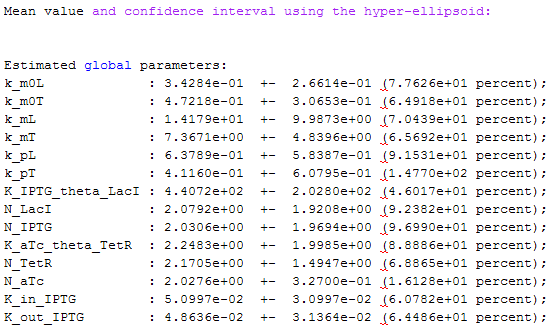 Mean value and confidence interval using the hyper-ellipsoid:
Estimated global parameters:
k_m0L : 3.4284e-01 +- 2.6614e-01 (7.7626e+01 percent);
k_m0T : 4.7218e-01 +- 3.0653e-01 (6.4918e+01 percent);
k_mL : 1.4179e+01 +- 9.9873e+00 (7.0439e+01 percent);
k_mT : 7.3671e+00 +- 4.8396e+00 (6.5692e+01 percent);
k_pL : 6.3789e-01 +- 5.8387e-01 (9.1531e+01 percent);
k_pT : 4.1160e-01 +- 6.0795e-01 (1.4770e+02 percent);
K_IPTG_theta_LacI : 4.4072e+02 +- 2.0280e+02 (4.6017e+01 percent);
N_LacI : 2.0792e+00 +- 1.9208e+00 (9.2382e+01 percent);
N_IPTG : 2.0306e+00 +- 1.9694e+00 (9.6990e+01 percent);
K_aTc_theta_TetR : 2.2483e+00 +- 1.9985e+00 (8.8886e+01 percent);
N_TetR : 2.1705e+00 +- 1.4947e+00 (6.8865e+01 percent);
N_aTc : 2.0276e+00 +- 3.2700e-01 (1.6128e+01 percent);
K_in_IPTG : 5.0997e-02 +- 3.0997e-02 (6.0782e+01 percent);
K_out_IPTG : 4.8636e-02 +- 3.1364e-02 (6.4486e+01 percent);